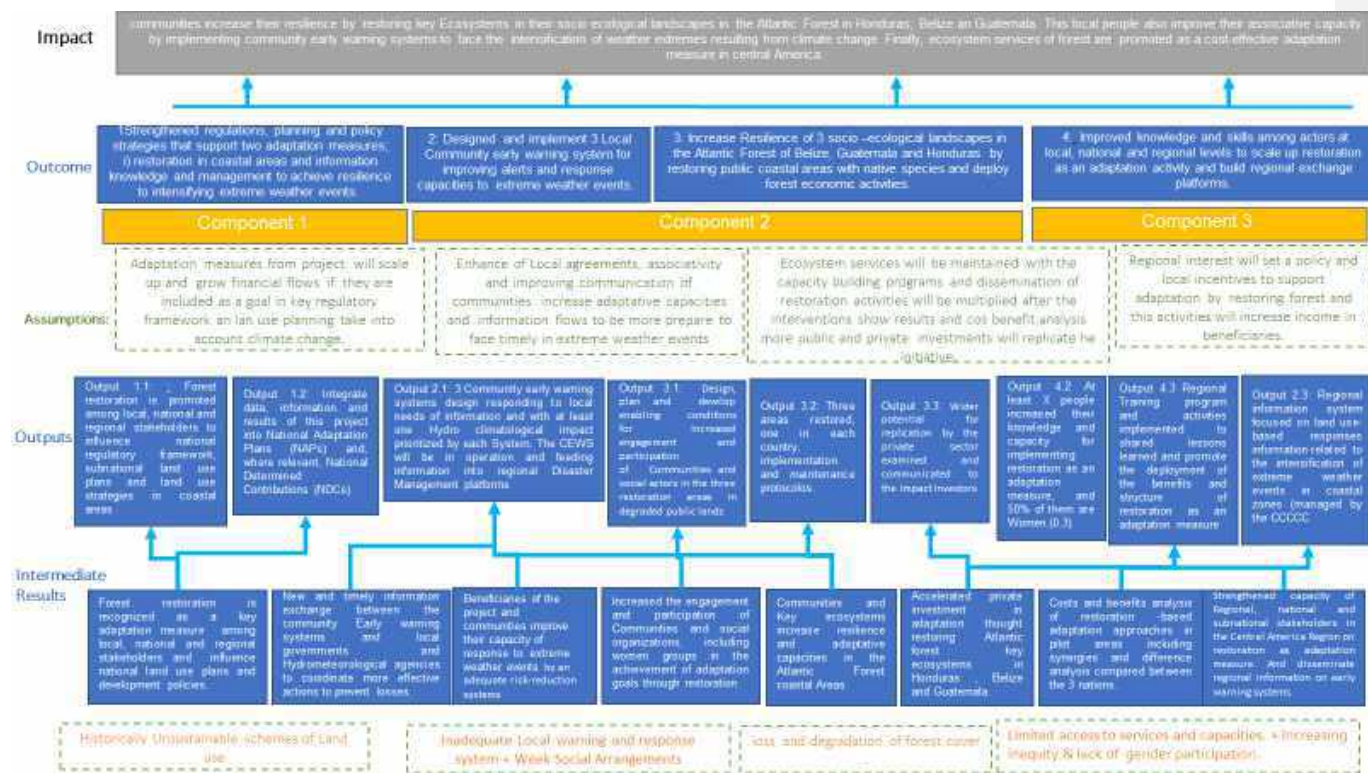 Impact
communities increase their resilience by restoring key Ecosystems in their socio ecological landscapes in the Atlantic Forest in Honduras, Belize an Guatemala. This local people also improve their associative capacity
by implementing community early warning systems to face the intensification of weather extremes resulting from climate change. Finally, ecosystem services of forest are promoted as a cost-effective adaptation
measure in central America
Outcome
1Strengthened regulations, planning and policy
strategies that support two adaptation measures;
i) restoration in coastal areas and information
knowledge and management to achieve resilience
to intensifying extreme weather events.
2: Designed and implement 3 Local
Community early warning system for
improving alerts and response
capacities to extreme weather events.
3. Increase Resilience of 3 socio –ecological landscapes in
the Atlantic Forest of Belize, Guatemala and Honduras by
restoring public coastal areas with native species and deploy
forest economic activities.
4. Improved knowledge and skills among actors at
local, national and regional levels to scale up restoration
as an adaptation activity and build regional exchange
platforms.
Component 1
Component 2
Component 3
Assumptions:
Adaptation measures from project will scale
up and grow financial flows if they are
included as a goal in key regulatory
framework an lan use planning take into
account climate change.
Enhance of Local agreements, associativity
and improving communication of
communities increase adaptative capacities
and information flows to be more prepare to
face timely in extreme weather events
Ecosystem services will be maintained with the
capacity building programs and dissemination of
restoration activities will be multiplied after the
interventions show results and cos benefit analysis
more public and private investments will replicate he
initiative.
Regional interest will set a policy and
local incentives to support
adaptation by restoring forest and
this activities will increase income in
beneficiaries.
Outputs
Output 1.1 : Forest
restoration is promoted
among local, national and
regional stakeholders to
influence national
regulatory framework,
subnational land use
plans and land use
strategies in coastal
areas
Output 1.2: Integrate
data, information and
results of this project
into National Adaptation
Plans (NAPs) and,
where relevant, National
Determined
Contributions (NDCs)
Output 2.1: 3 Community early warning
systems design responding to local
needs of information and with at least
one Hydro climatological impact
prioritized by each System. The CEWS
will be in operation and feeding
information into regional Disaster
Management platforms
Output 3.1: Design,
plan and develop
enabling conditions
for increased
engagement and
participation
of Communities and
social actors in the three
restoration areas in
degraded public lands
Output 3.2: Three
areas restored,
one in each
country,
implementation
and maintenance
protocolos
Output 3.3: Wider
potential for
replication by the
private sector
examined and
communicated to
the Impact Investors
Output 4.2: At
least X people
increased their
knowledge and
capacity for
implementing
restoration as an
adaptation
measure, and
50% of them are
Women (0.3)
Output 4.3 Regional
Training program
and activities
implemented to
shared lessons
learned and promote
the deployment of
the benefits and
structure of
restoration as an
adaptation measure
Output 2.3: Regional
information system
focused on land use-
based responses
information related to
the intensification of
extreme weather
events in coastal
zones (managed by
the CCCCC
Intermediate
Results
Forest restoration is
recognized as a key
adaptation measure among
local, national and regional
stakeholders and influence
national land use plans and
development policies.
New and timely information
exchange between the
community Early warning
systems and local
governments and
Hydrometeorological agencies
to coordinate more effective
actions to prevent losses
Beneficiaries of the
project and
communities improve
their capacity of
response to extreme
weather events by an
adequate risk-reduction
systems
Increased the engagement
and participation of
Communities and social
organizations, including
women groups in the
achievement of adaptation
goals through restoration.
Communities and
Key ecosystems
increase resilience
and adaptative
capacities in the
Atlantic Forest
coastal Areas
Accelerated private
investment in
adaptation thought
restoring Atlantic
forest key
ecosystems in
Honduras , Belize
and Guatemala.
Costs and benefits analysis
of restoration -based
adaptation approaches in
pilot areas including
synergies and difference
analysis compared between
the 3 nations.
Strengthened capacity of
Regional, national and
subnational stakeholders in
the Central America Region on
restoration as adaptation
measure. And disseminate
regional information on early
warning systems
Historically Unsustainable schemes of Land
use
Inadequate Local warning and response
system + Week Social Arrangements
Loss and degradation of forest cover
Limited access to services and capacities. + Increasing
inequity & lack of gender participation.